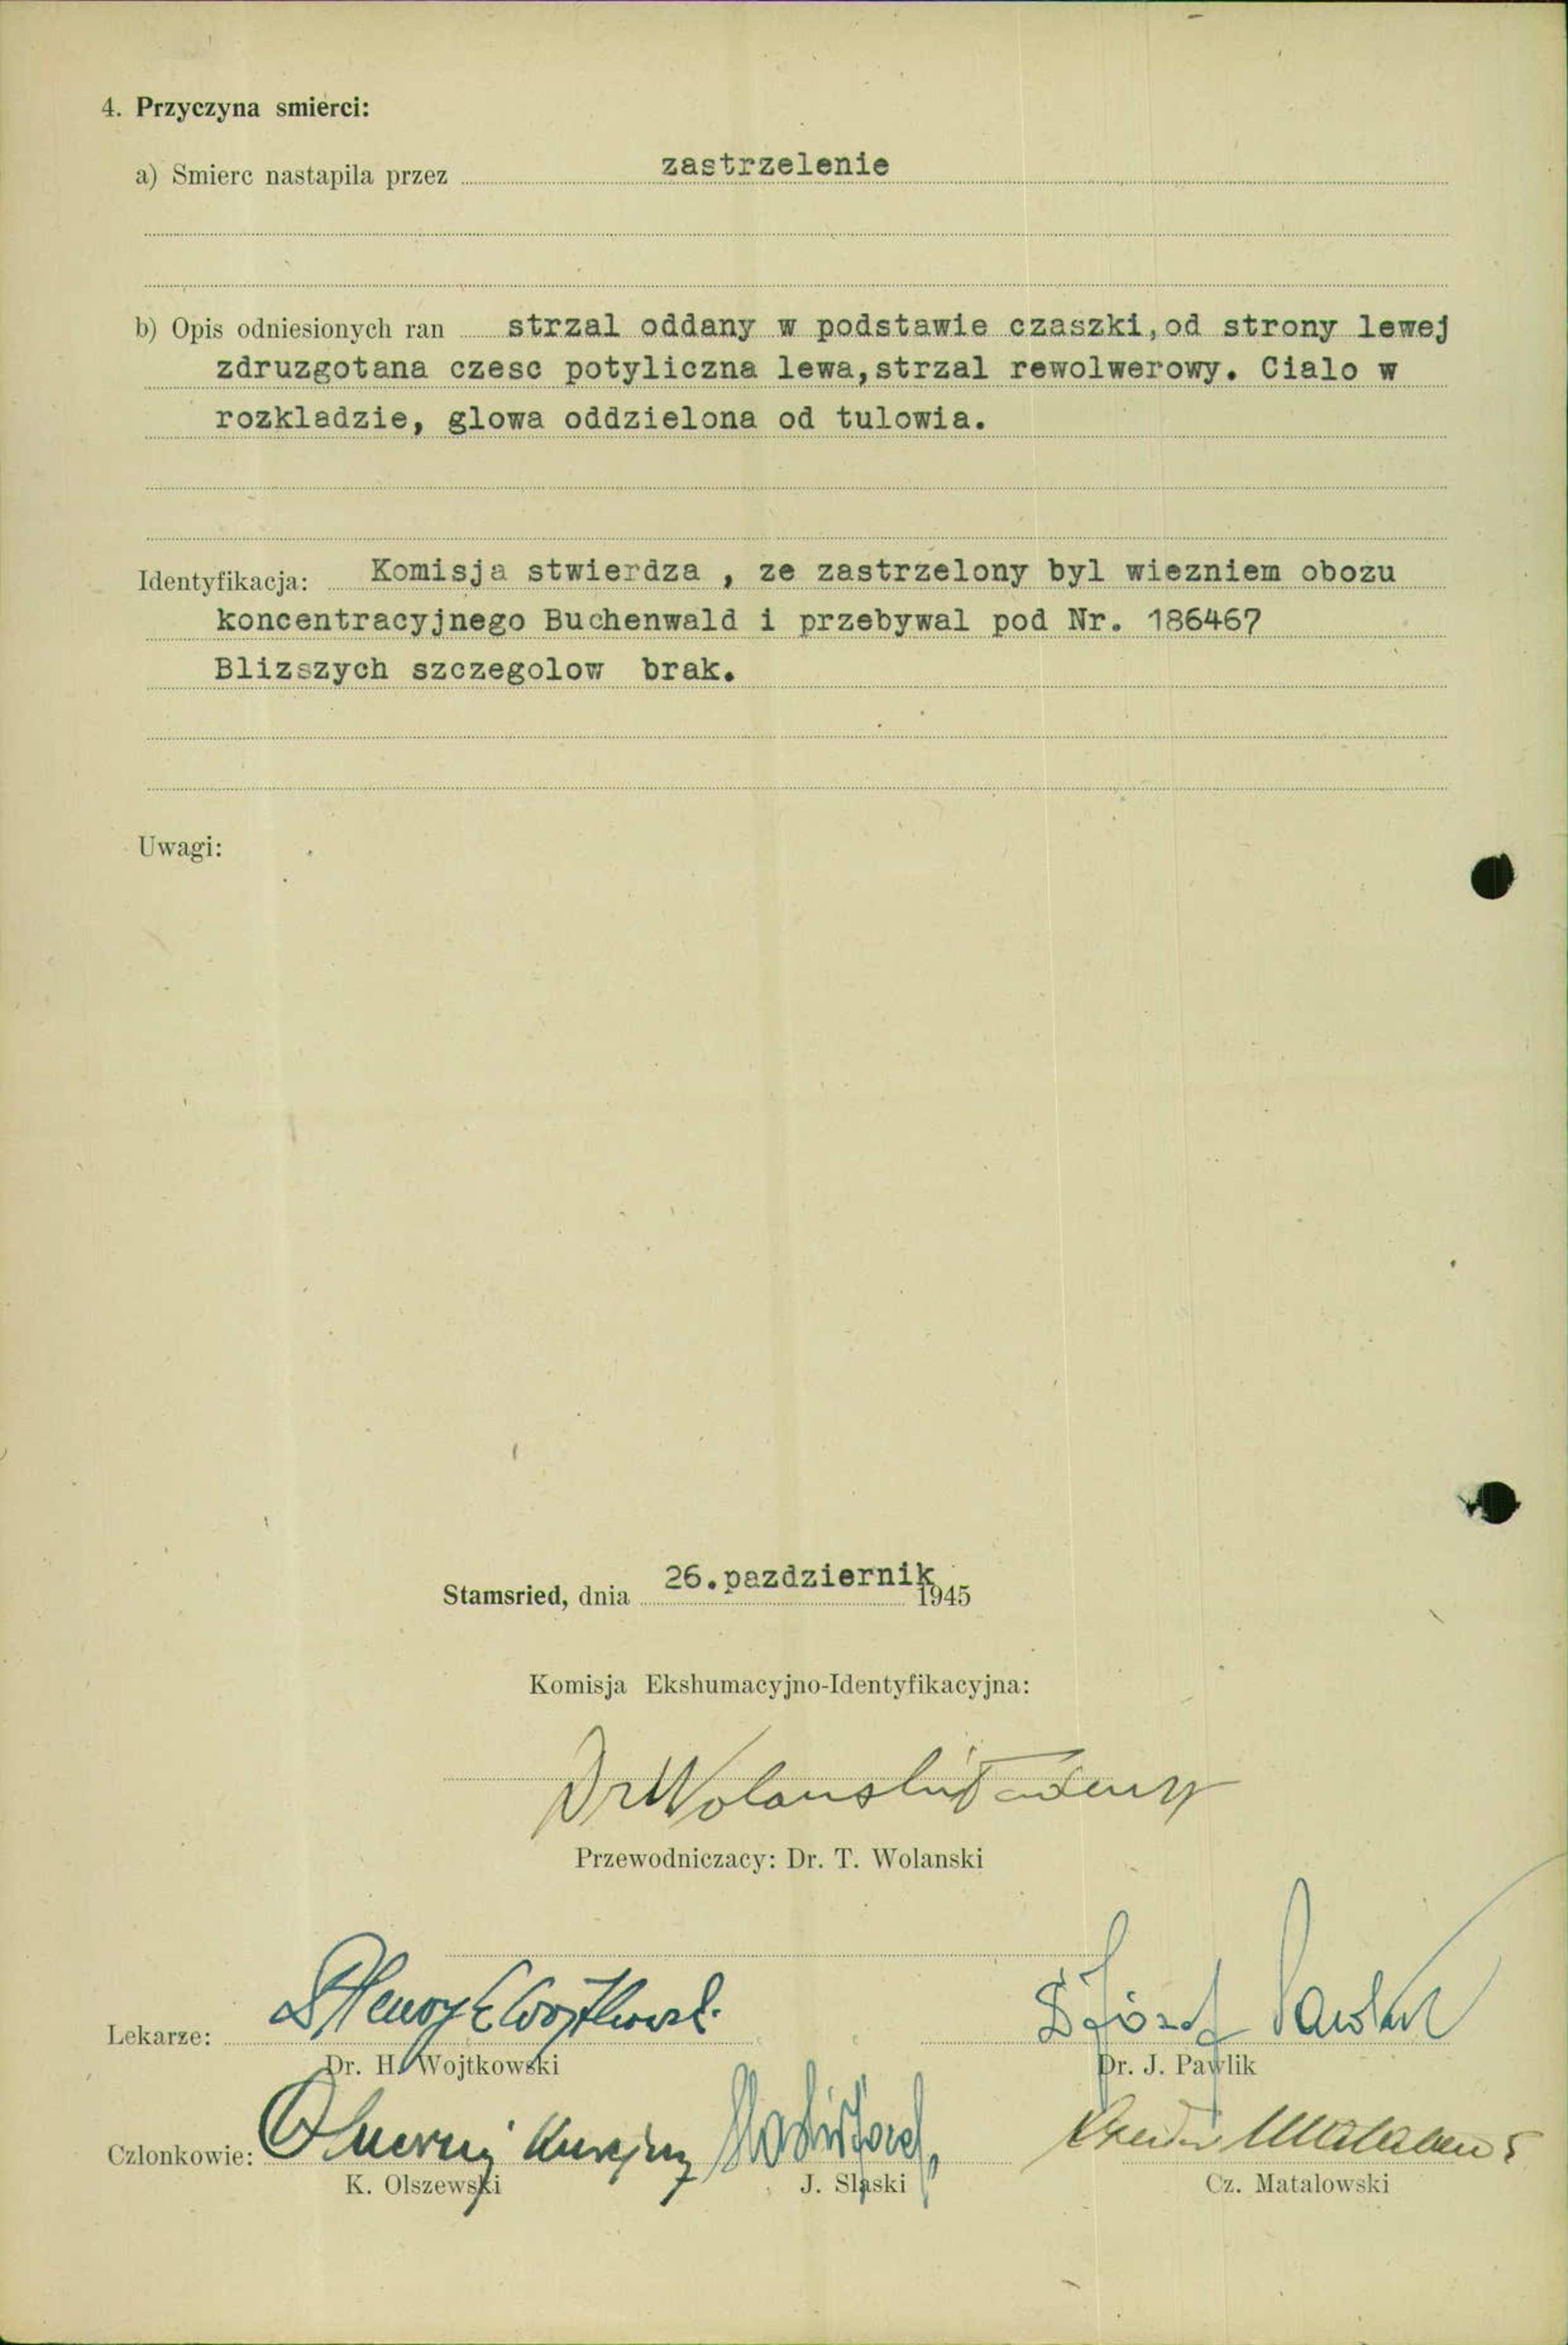 4. Przyczyna smierci:
a) Smierc nastapila przez zastrzelenie
b) Opis odniesionych ran strzal oddany w podstawie czaszki,od strony lewej
zdruzgotana czesc potyliczna lewa,strzal rewolwerowy. Cialo w
rozkladzie, glowa oddzielona od tulowia.
Identyfikacja: Komisja stwierdza , ze zastrzelony byl wiezniem obozu
koncentracyjnego Buchenwald i przebywal pod Nr. 186467
Blizszych szczegolow brak.
Uwagi:
Stamsried, dnia 26.pazdziernik 1945
Komisja Ekshumacyjno-Identyfikacyjna:
Dr Wolanski Tadeusz
Przewodniczacy: Dr. T. Wolanski
Lekarze:
Dr. H. Wojtkowski Dr. J. Pawlik
Czlonkowie:
K. Olszewski J. Slaski Cz. Matalowski